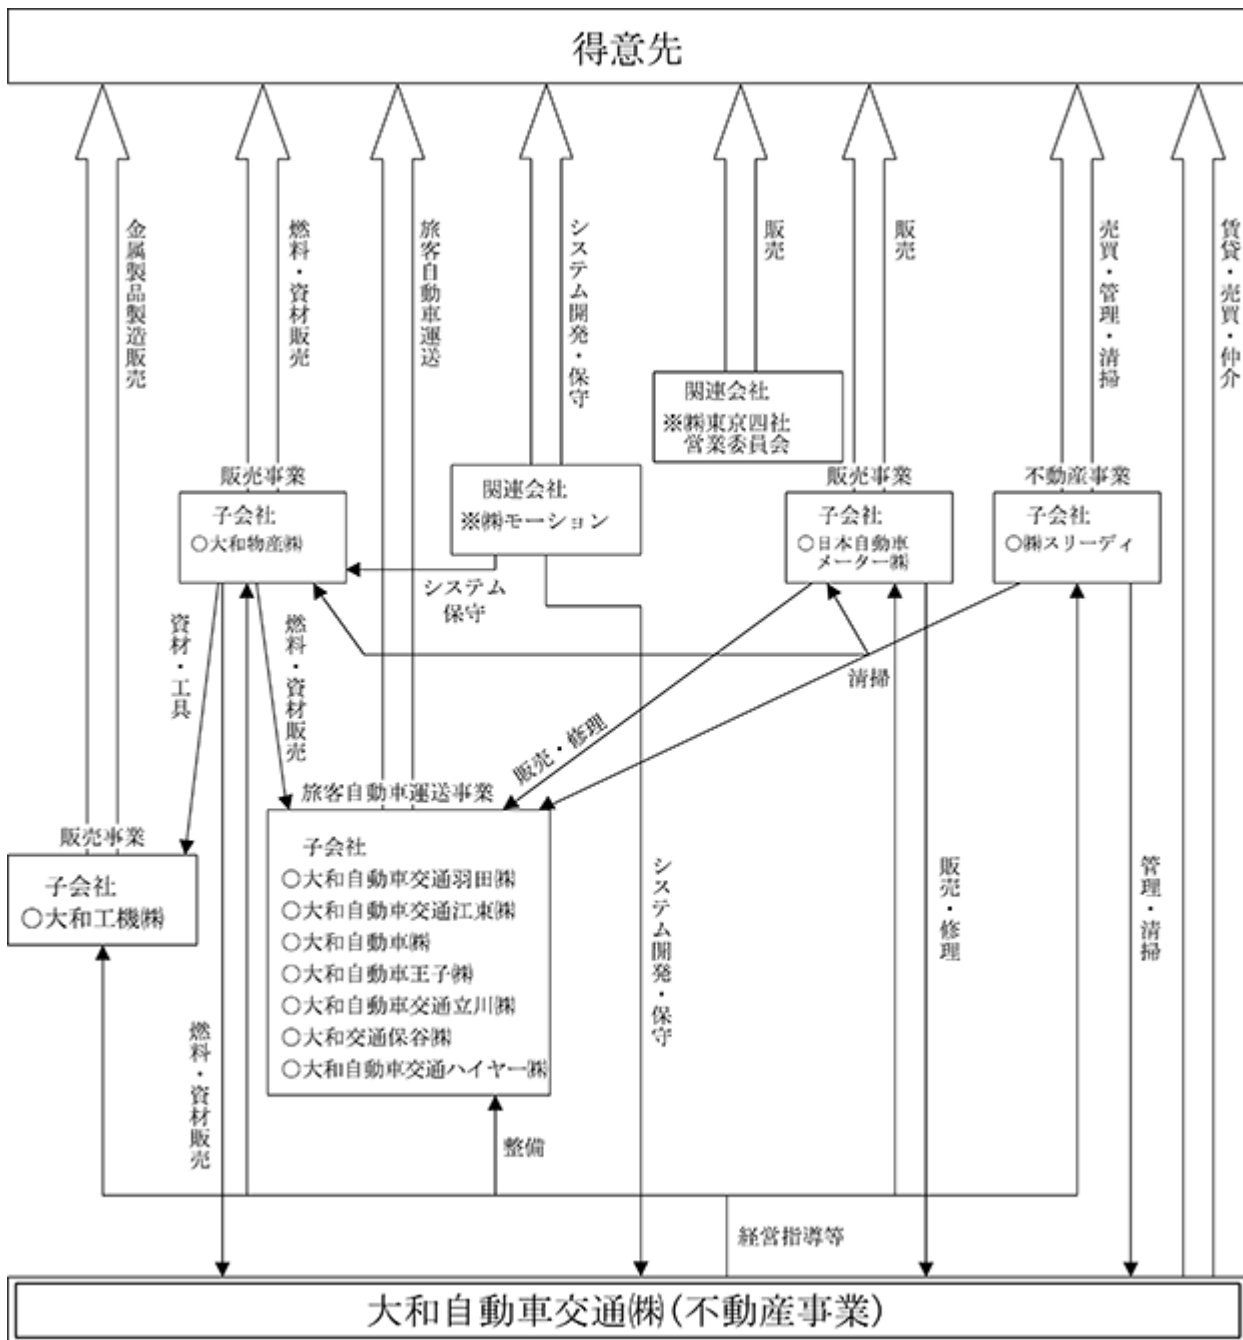 得意先
金属製品製造販売
燃料・資材販売
旅客自動車運送
システム開発・保守
販売
販売
売買・管理・清掃
賃貸・売買・仲介
関連会社
※㈱東京四社
営業委員会
販売事業
子会社
○大和物産㈱
関連会社
※㈱モーション
販売事業
子会社
○日本自動車
メーター㈱
不動産事業
子会社
○㈱スリーディ
システム
保守
資材・工具
燃料・資材販売
清掃
販売・修理
旅客自動車運送事業
子会社
○大和自動車交通羽田㈱
○大和自動車交通江東㈱
○大和自動車㈱
○大和自動車王子㈱
○大和自動車交通立川㈱
○大和交通保谷㈱
○大和自動車交通ハイヤー㈱
販売事業
子会社
○大和工機㈱
システム開発・保守
販売・修理
管理・清掃
燃料・資材販売
整備
経営指導等
大和自動車交通㈱(不動産事業)